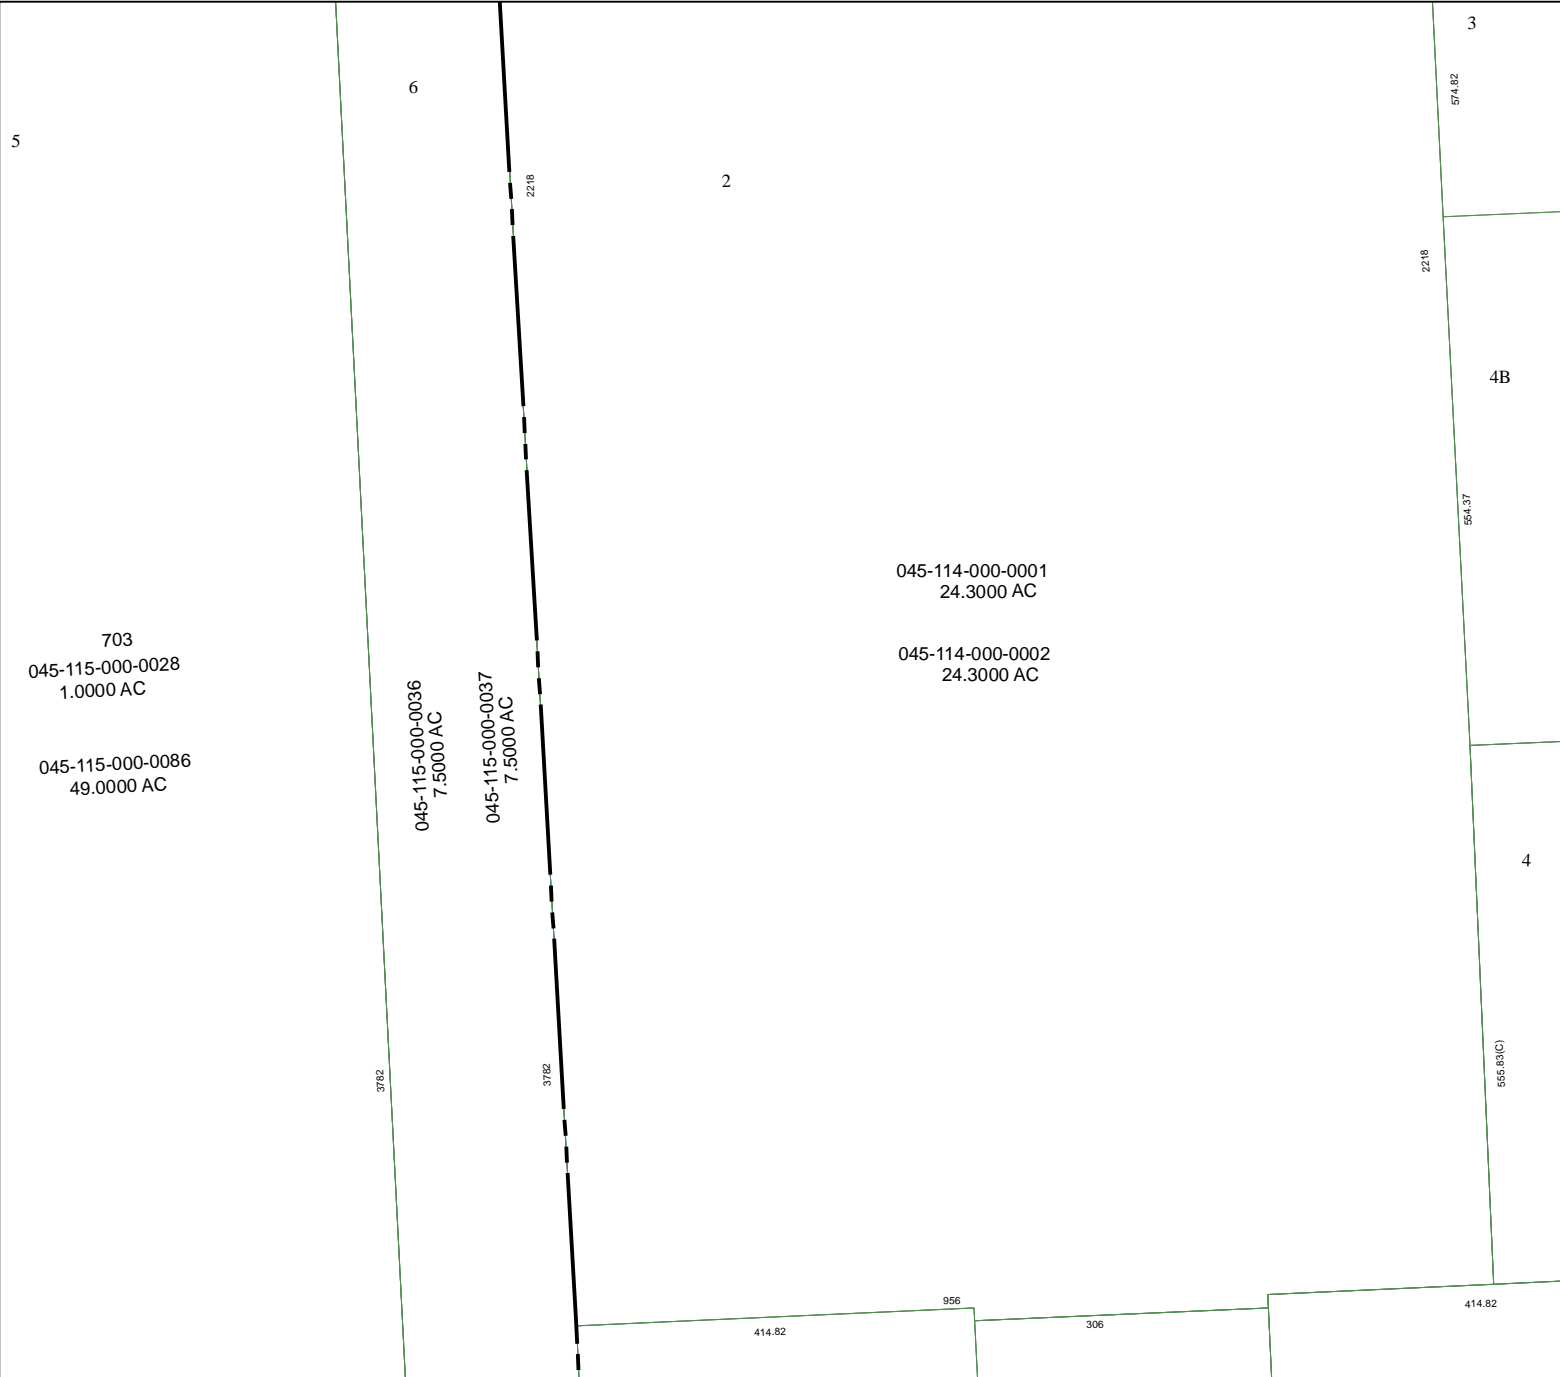 3
6
574.82
5
2
2218
2218
4B
554.37
045-114-000-0001
24.3000 AC
703
045-115-000-0028
1.0000 AC
045-114-000-0002
24.3000 AC
045-115-000-0036
7.5000 AC
045-115-000-0037
7.5000 AC
045-115-000-0086
49.0000 AC
4
3782
3782
555.83(C)
956
414.82
306
414.82